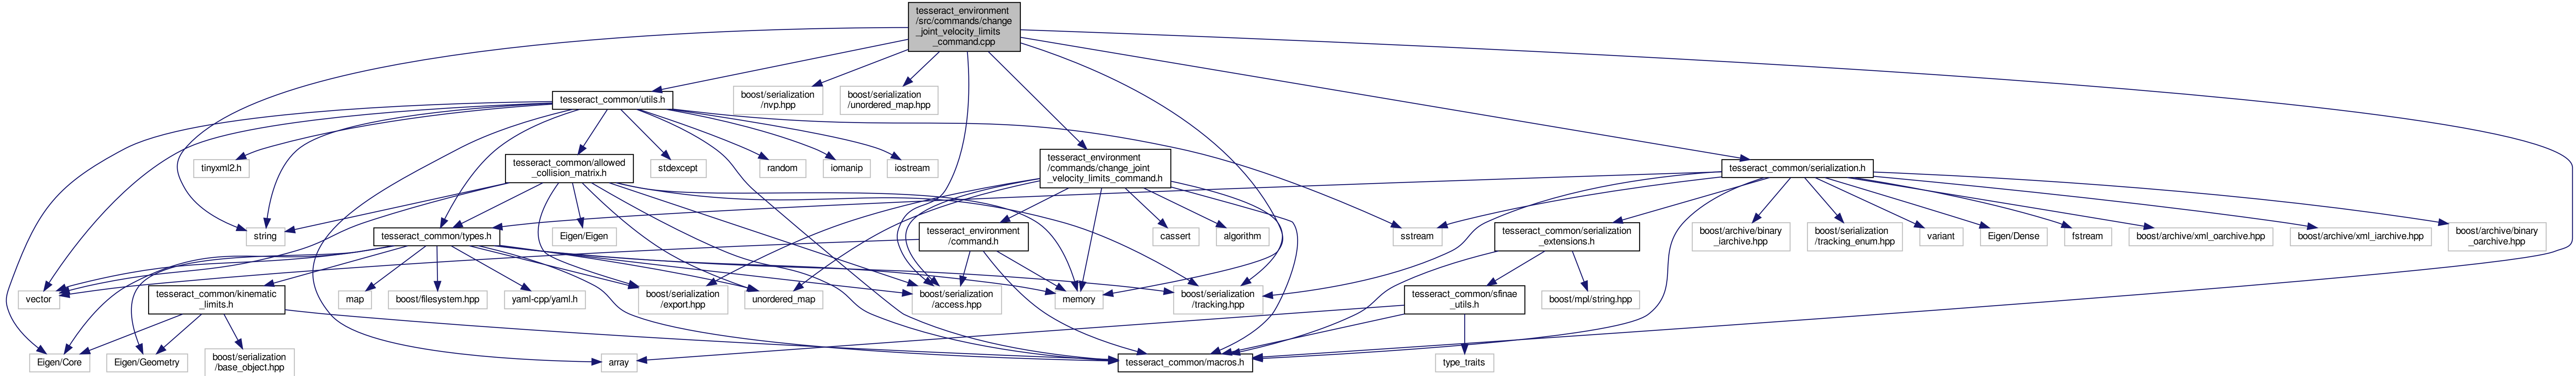 tesseract_environment
/src/commands/change
_joint_velocity_limits
_command.cpp
tesseract_common/utils.h
boost/serialization
/nvp.hpp
boost/serialization
/unordered_map.hpp
tinyxml2.h
tesseract_common/allowed
_collision_matrix.h
stdexcept
random
iomanip
iostream
tesseract_environment
/commands/change_joint
_velocity_limits_command.h
tesseract_common/serialization.h
string
tesseract_common/types.h
Eigen/Eigen
tesseract_environment
/command.h
cassert
algorithm
sstream
tesseract_common/serialization
_extensions.h
boost/archive/binary
_iarchive.hpp
boost/serialization
/tracking_enum.hpp
variant
Eigen/Dense
fstream
boost/archive/xml_oarchive.hpp
boost/archive/xml_iarchive.hpp
boost/archive/binary
_oarchive.hpp
vector
tesseract_common/kinematic
_limits.h
map
boost/filesystem.hpp
yaml-cpp/yaml.h
boost/serialization
/export.hpp
unordered_map
boost/serialization
/access.hpp
memory
boost/serialization
/tracking.hpp
tesseract_common/sfinae
_utils.h
boost/mpl/string.hpp
Eigen/Core
Eigen/Geometry
boost/serialization
/base_object.hpp
array
tesseract_common/macros.h
type_traits